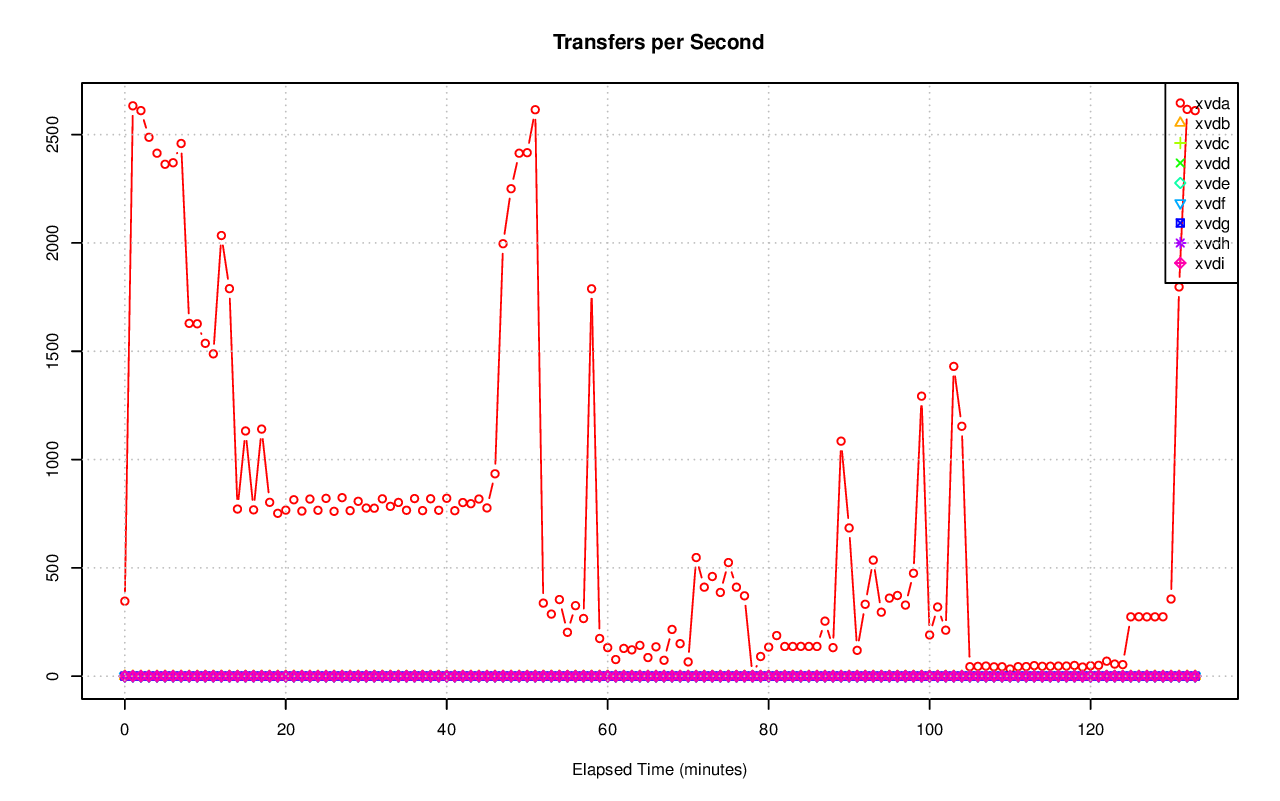 Transfers per Second
2500
2000
1500
1000
500
0
0 20 40 60 80 100 120
Elapsed Time (minutes)
xvda
xvdb
xvdc
xvdd
xvde
xvdf
xvdg
xvdh
xvdi